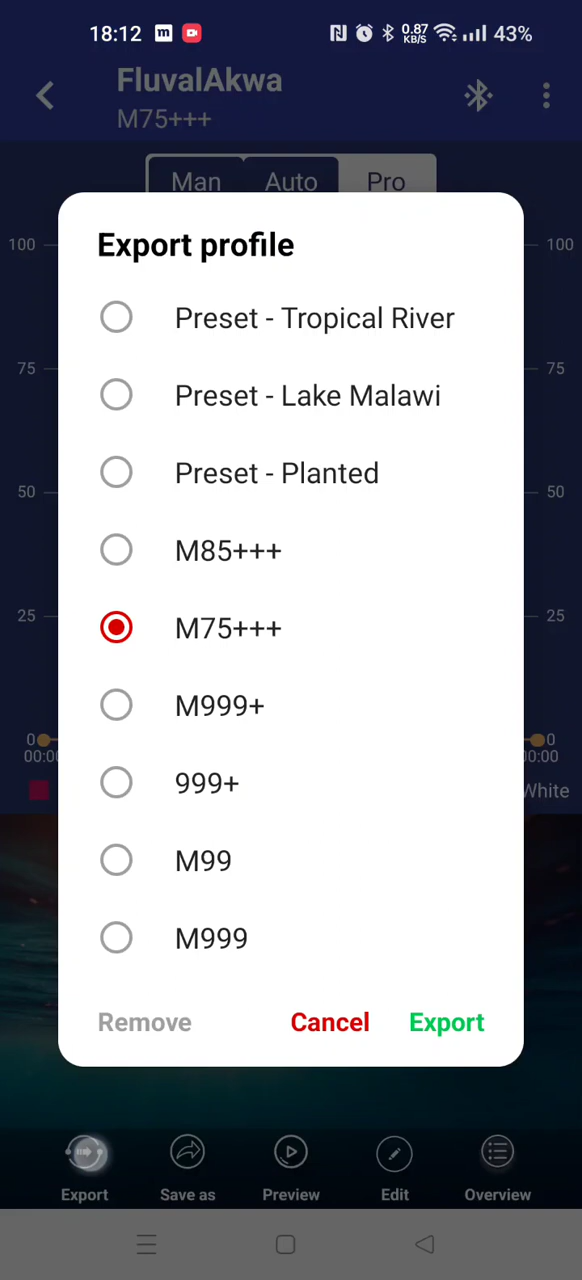 18:12 m 0.87 KB/S 43%
FluvalAkwa
M75+++
Man Auto Pro
Export profile
100 100
Preset - Tropical River
75 75
Preset - Lake Malawi
Preset - Planted
50 50
M85+++
25 25
M75+++
M999+
0 0
00:00 00:00
999+
White
M99
M999
Remove Cancel Export
Export Save as Preview Edit Overview